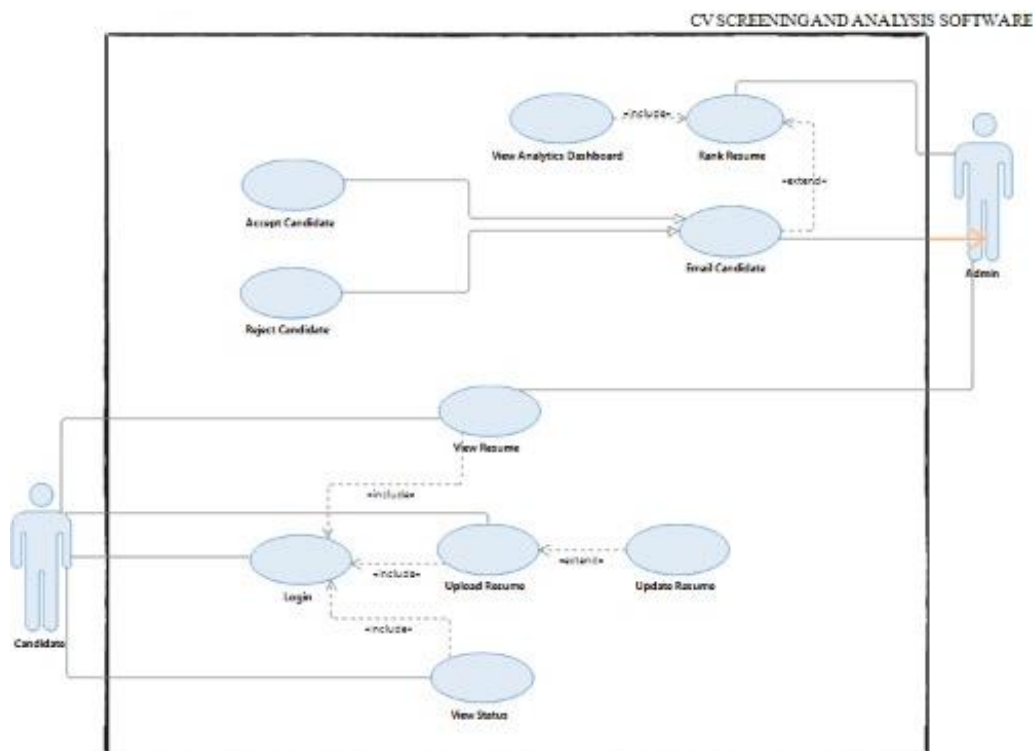 CV SCREENING AND ANALYSIS SOFTWARE
«include»
View Analytics Dashboard
Rank Resume
«extend»
Accept Candidate
Email Candidate
Admin
Reject Candidate
View Resume
«include»
«include»
«extend»
Login
Upload Resume
Update Resume
«include»
Candidate
View Status